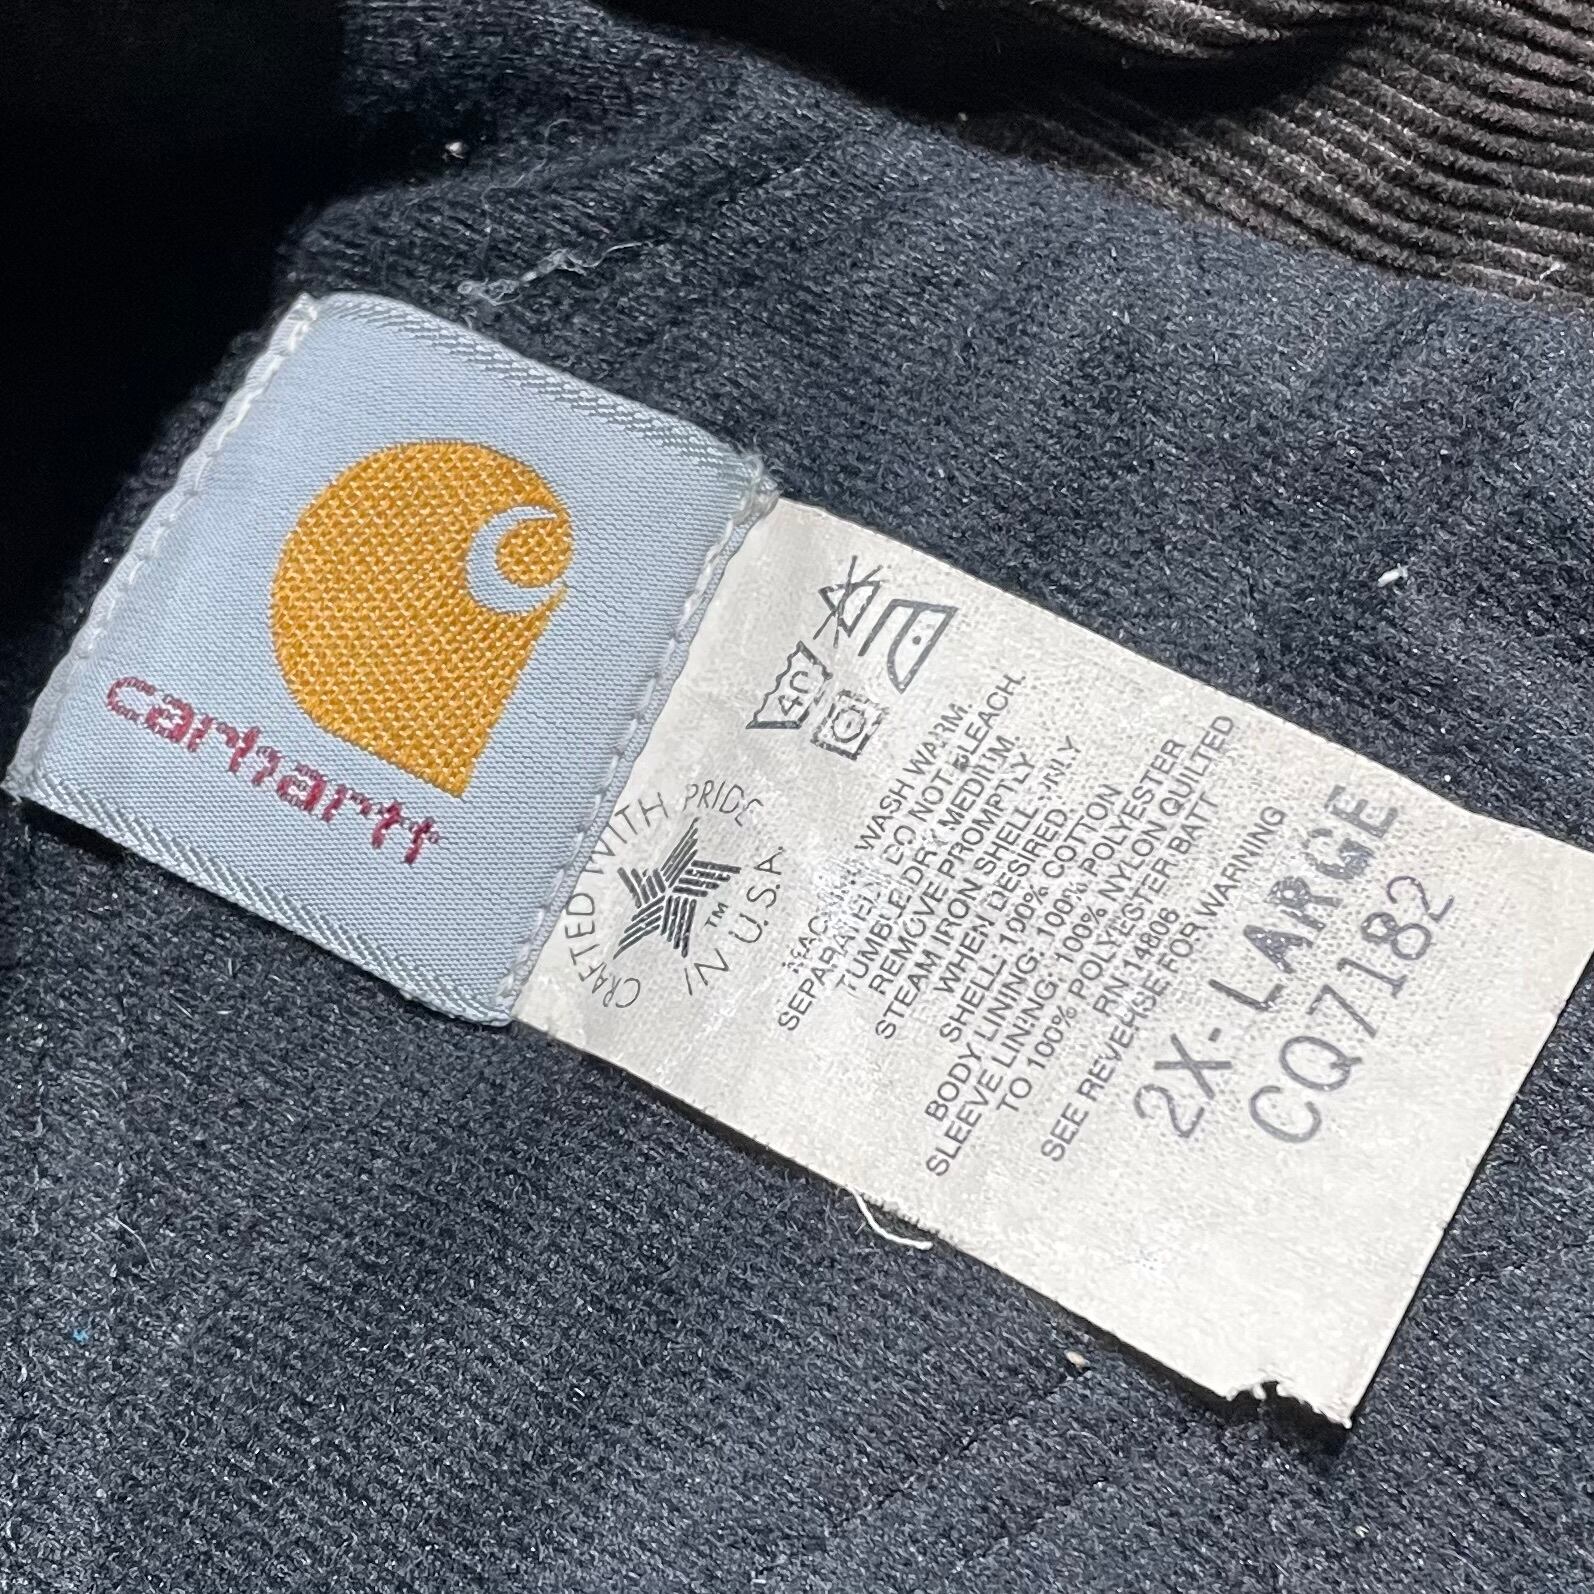 carhartt
40
CRAFTED WITH PRIDE
IN U.S.A.
TM
MACHINE WASH WARM.
SEPARATELY. DO NOT BLEACH.
TUMBLE DRY MEDIUM.
REMOVE PROMPTLY
STEAM IRON SHELL ONLY
WHEN DESIRED.
SHELL: 100% COTTON
BODY LINING: 100% POLYESTER
SLEEVE LINING: 100% NYLON QUILTED
TO 100% POLYESTER BATT
RN 14806
SEE REVERSE FOR WARNING
2X-LARGE
CQ7182